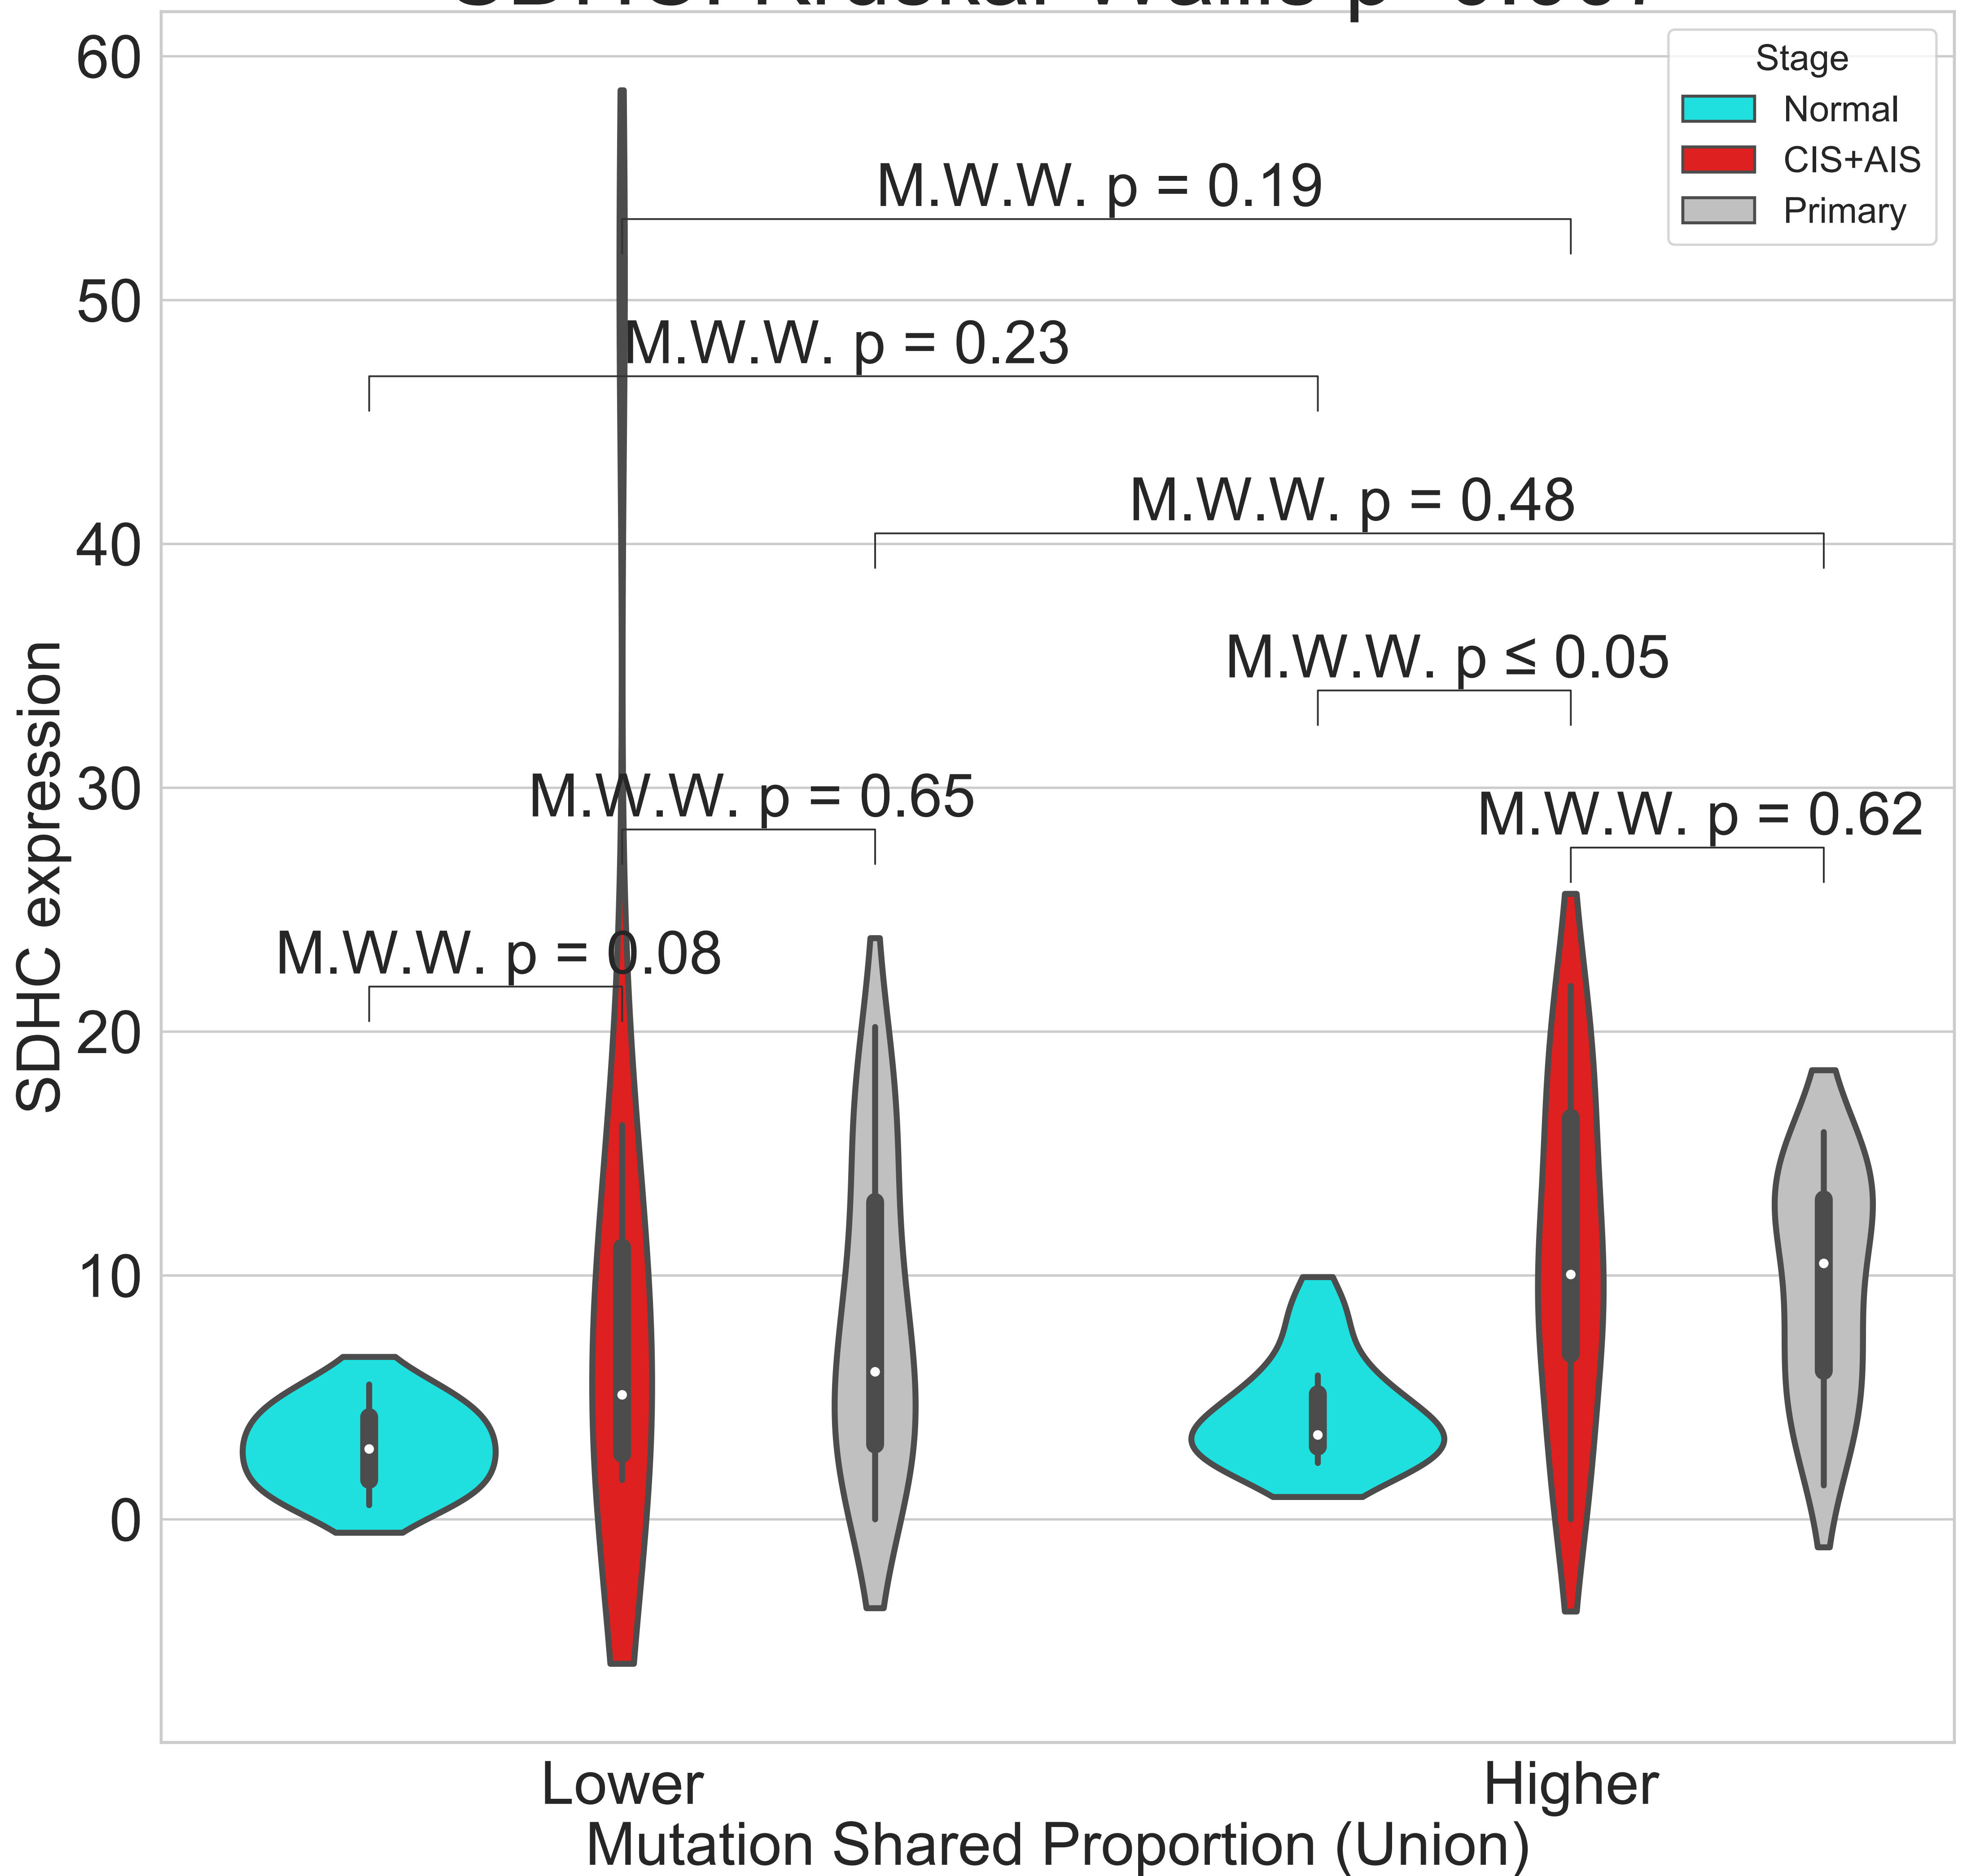 60
50
40
30
20
10
0
SDHC expression
Stage
Normal
CIS+AIS
Primary
M.W.W. p = 0.19
M.W.W. p = 0.23
M.W.W. p = 0.48
M.W.W. p ≤ 0.05
M.W.W. p = 0.65
M.W.W. p = 0.62
M.W.W. p = 0.08
Lower
Higher
Mutation Shared Proportion (Union)